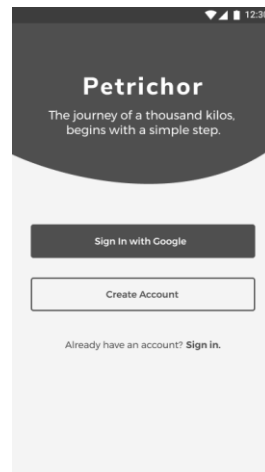 12:30
Petrichor
The journey of a thousand kilos,
begins with a simple step.
Sign In with Google
Create Account
Already have an account? Sign in.